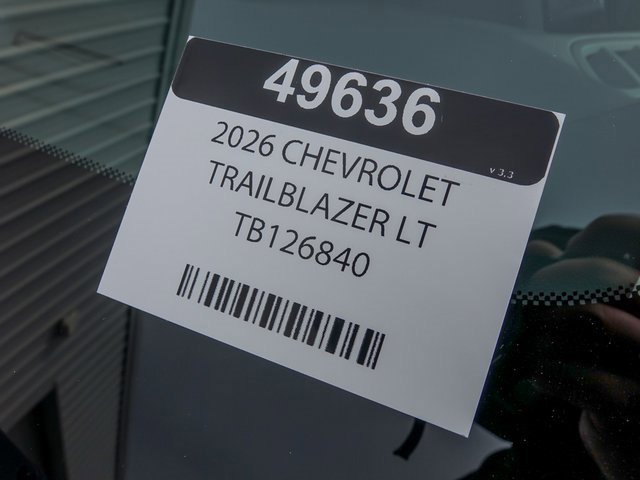 49636
v 3.3
2026 CHEVROLET
TRAILBLAZER LT
TB126840